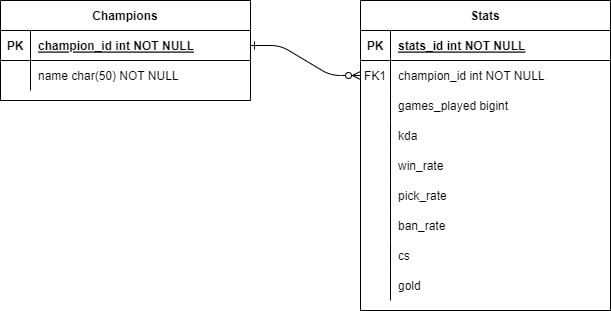 Champions
PK champion_id int NOT NULL
name char(50) NOT NULL
Stats
PK stats_id int NOT NULL
FK1 champion_id int NOT NULL
games_played bigint
kda
win_rate
pick_rate
ban_rate
cs
gold